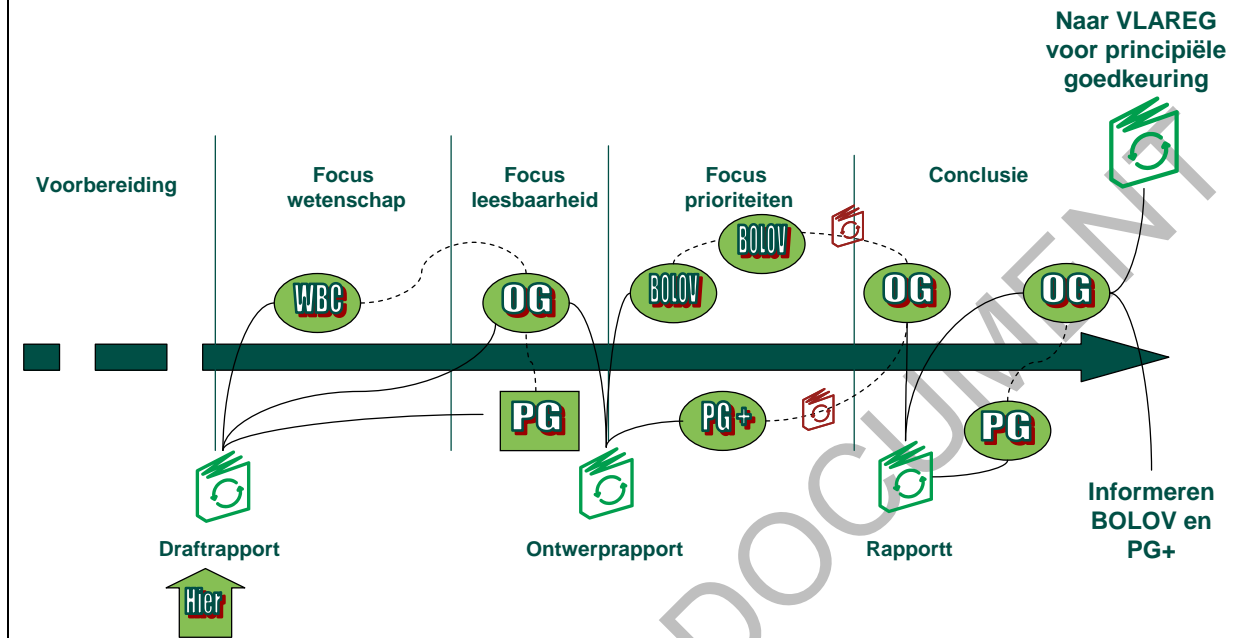 Naar VLAREG
voor principiële
goedkeuring
Voorbereiding
Focus
wetenschap
Focus
leesbaarheid
Focus
prioriteiten
Conclusie
WBC
OG
BOLOV
BOLOV
OG
OG
PG
PG+
PG
Draftrapport
Ontwerprapport
Rapportt
Informeren
BOLOV en
PG+
Hier
DOCUMENT